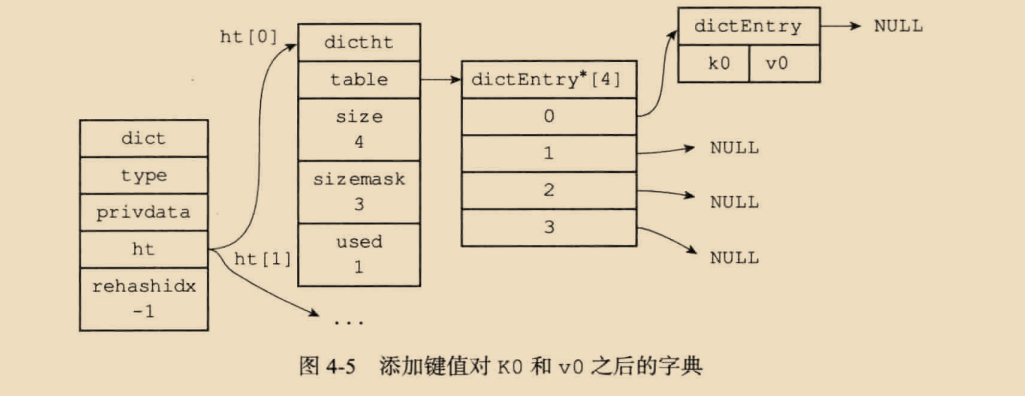 dict
type
privdata
ht
rehashidx
-1
ht[0]
ht[1]
...
dictht
table
size
4
sizemask
3
used
1
dictEntry*[4]
0
1
2
3
dictEntry
k0 v0
NULL
NULL
NULL
NULL
图 4-5 添加键值对 K0 和 v0 之后的字典